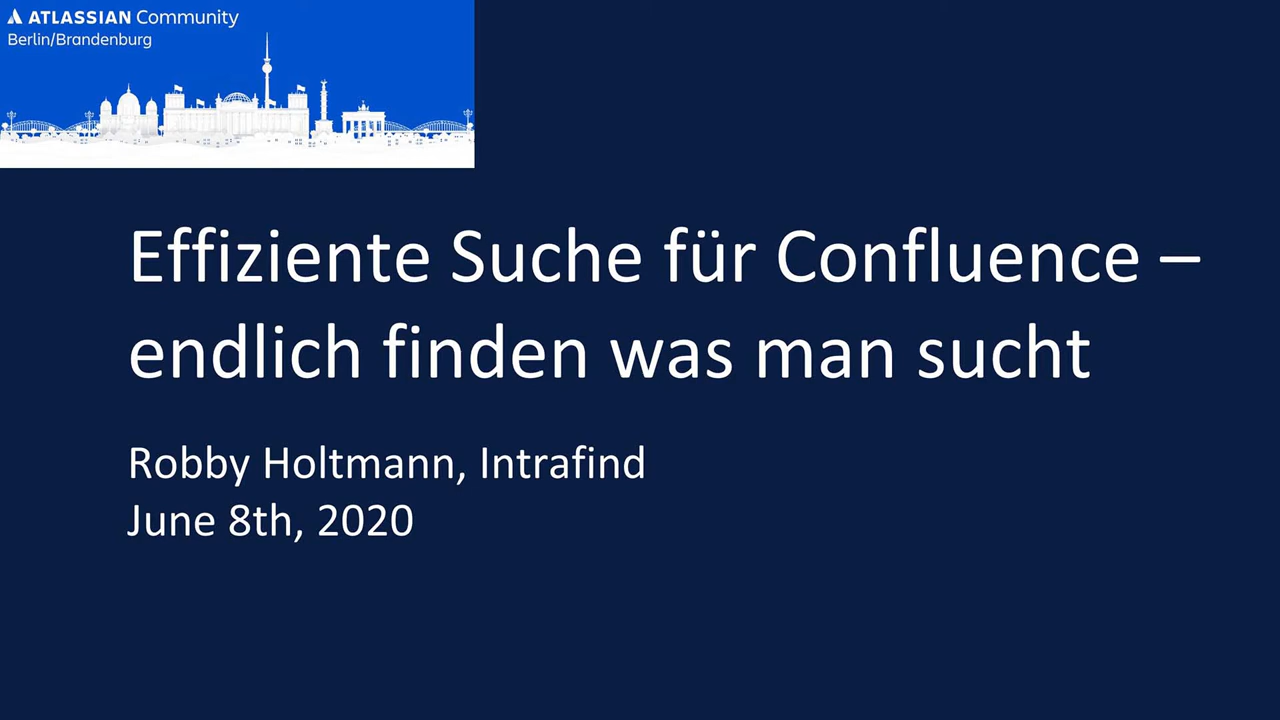 ATLASSIAN Community
Berlin/Brandenburg
Effiziente Suche für Confluence –
endlich finden was man sucht
Robby Holtmann, Intrafind
June 8th, 2020